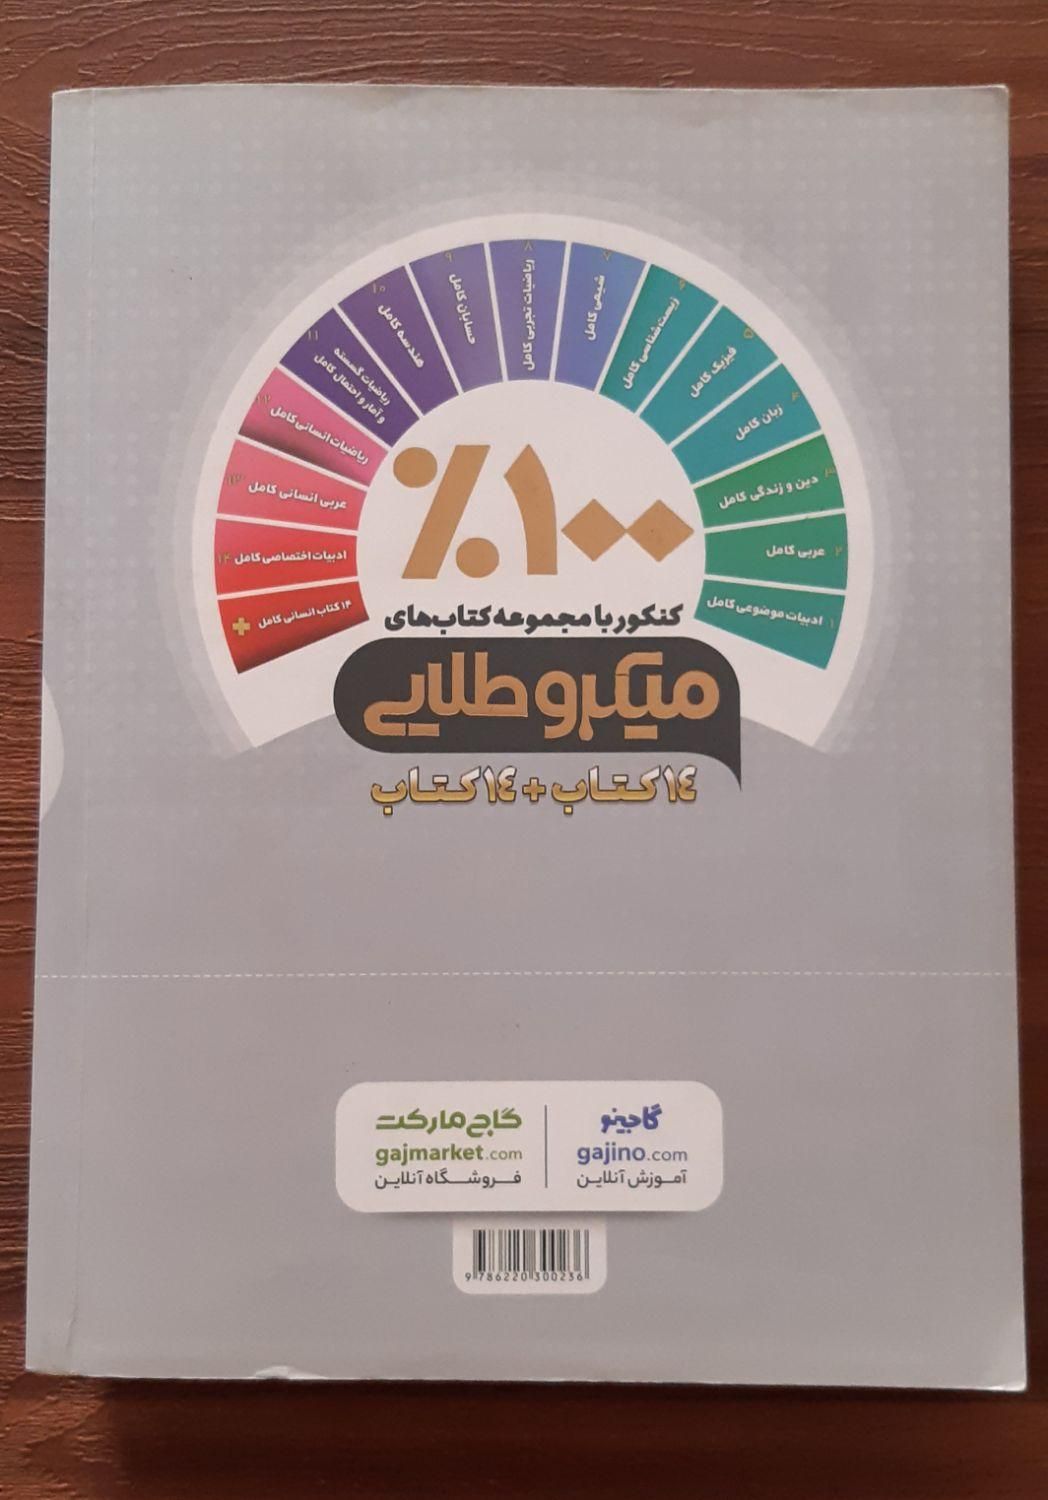 ۱ ادبیات موضوعی کامل
۲ عربی کامل
۳ دین و زندگی کامل
۴ زبان کامل
۵ فیزیک کامل
۶ زیست شناسی کامل
۷ شیمی کامل
۸ ریاضیات تجربی کامل
۹ حسابان کامل
۱۰ هندسه کامل
۱۱ ریاضیات گسسته
و آمار و احتمال کامل
۱۲ ریاضیات انسانی کامل
۱۳ عربی انسانی کامل
۱۴ ادبیات اختصاصی کامل
۱۴ کتاب انسانی کامل +
۱۰۰٪
کنکور با مجموعه کتاب‌های
میکرو طلایی
۱۴ کتاب + ۱۴ کتاب
گاجینو
gajino.com
آموزش آنلاین
گاج مارکت
gajmarket.com
فروشگاه آنلاین
9 786220 300236